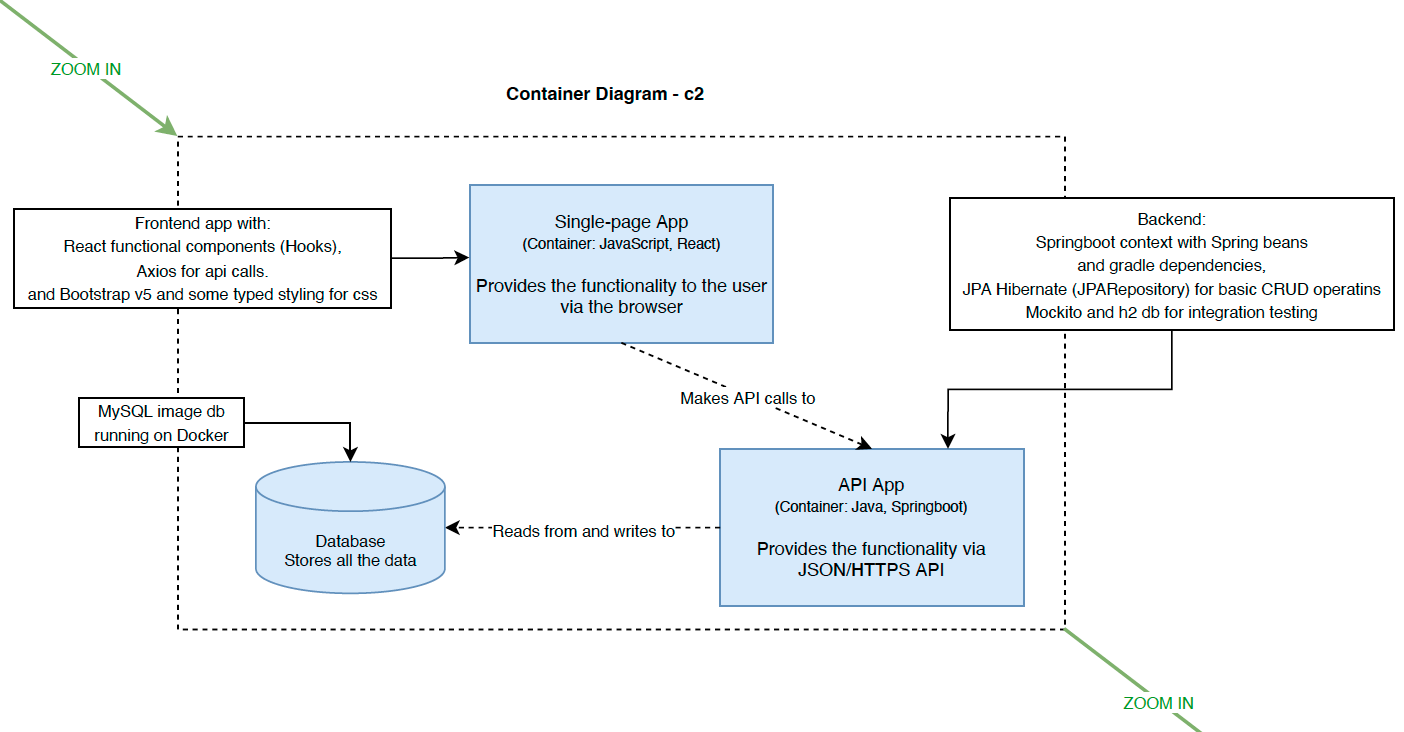 ZOOM IN
Container Diagram - c2
Frontend app with:
React functional components (Hooks),
Axios for api calls.
and Bootstrap v5 and some typed styling for css
Single-page App
(Container: JavaScript, React)
Provides the functionality to the user
via the browser
Backend:
Springboot context with Spring beans
and gradle dependencies,
JPA Hibernate (JPARepository) for basic CRUD operatins
Mockito and h2 db for integration testing
Makes API calls to
MySQL image db
running on Docker
Database
Stores all the data
Reads from and writes to
API App
(Container: Java, Springboot)
Provides the functionality via
JSON/HTTPS API
ZOOM IN